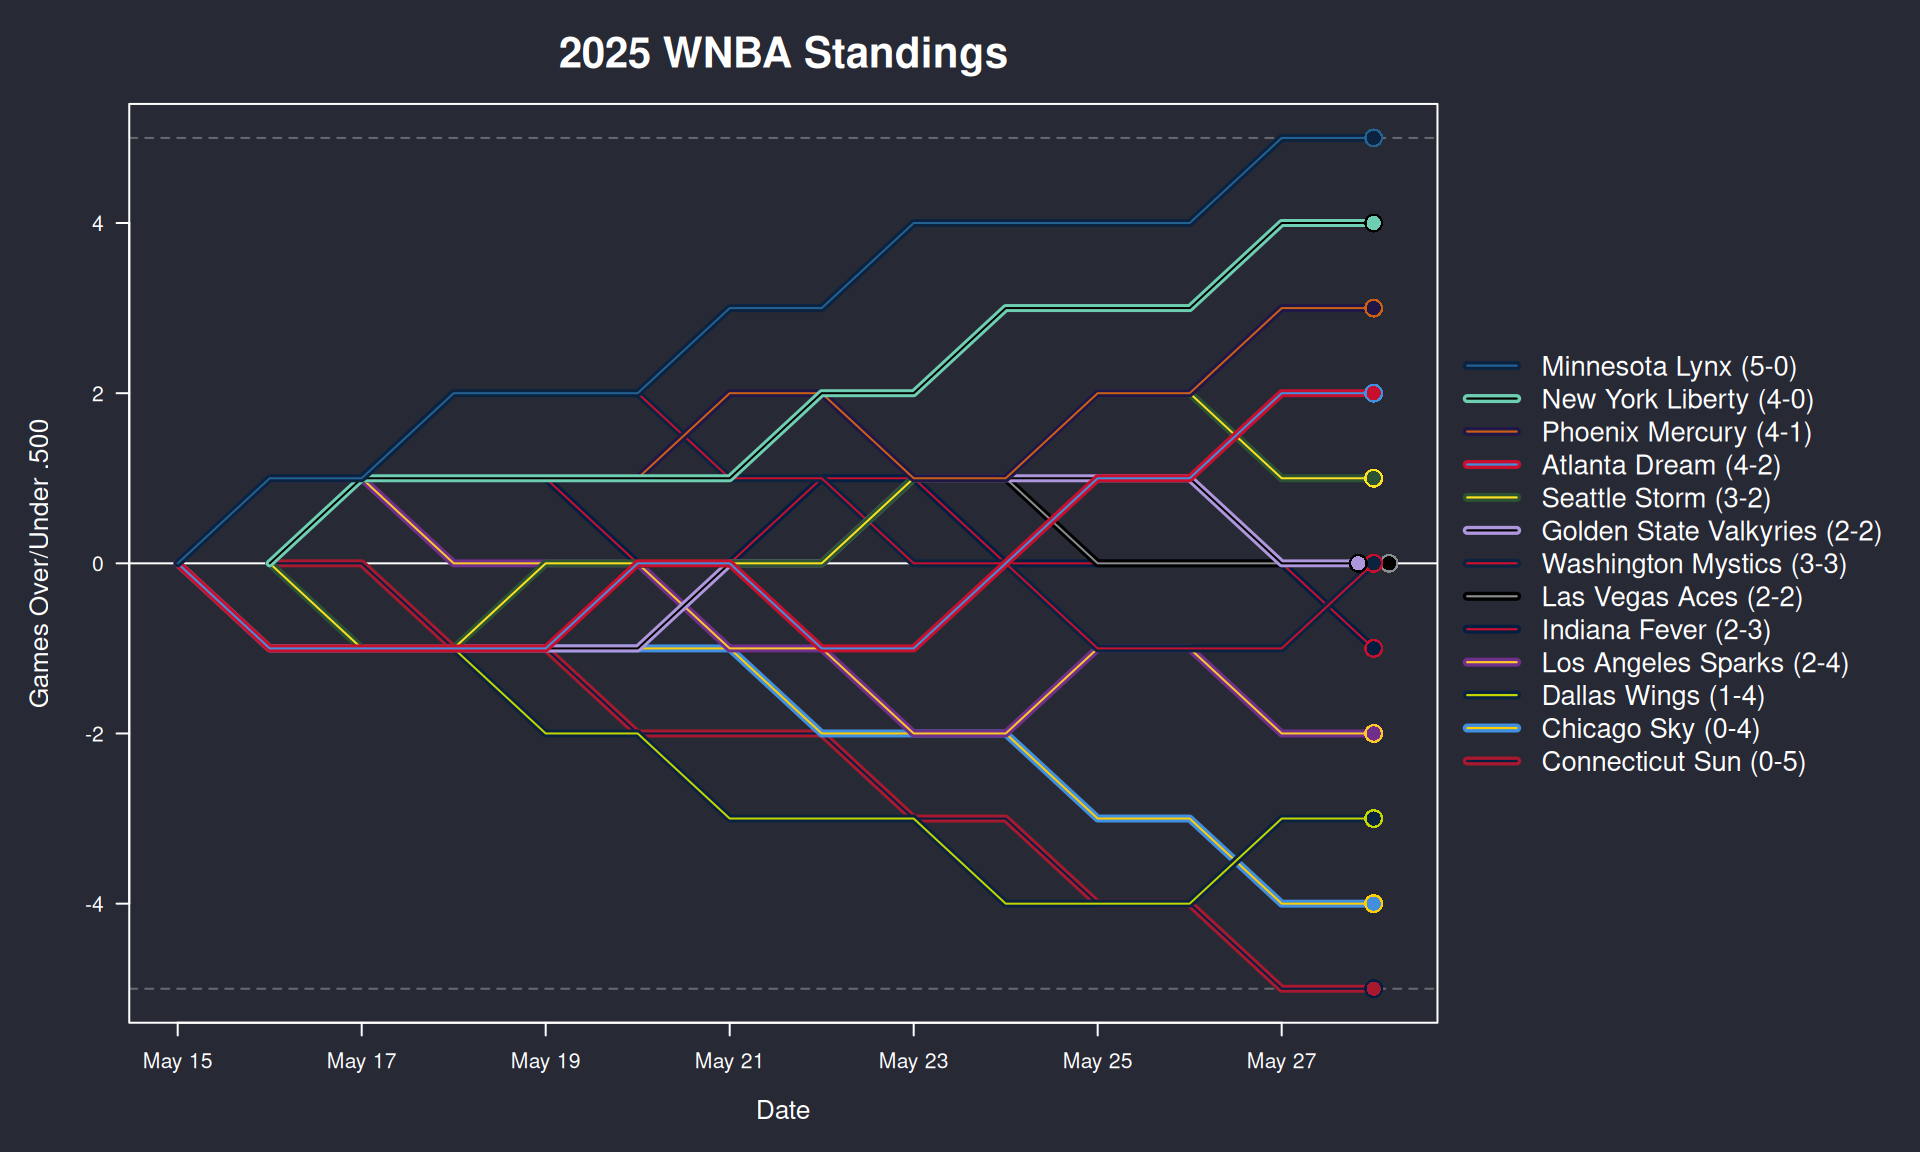 2025 WNBA Standings
Games Over/Under .500
4
2
0
-2
-4
May 15
May 17
May 19
May 21
May 23
May 25
May 27
Date
Minnesota Lynx (5-0)
New York Liberty (4-0)
Phoenix Mercury (4-1)
Atlanta Dream (4-2)
Seattle Storm (3-2)
Golden State Valkyries (2-2)
Washington Mystics (3-3)
Las Vegas Aces (2-2)
Indiana Fever (2-3)
Los Angeles Sparks (2-4)
Dallas Wings (1-4)
Chicago Sky (0-4)
Connecticut Sun (0-5)